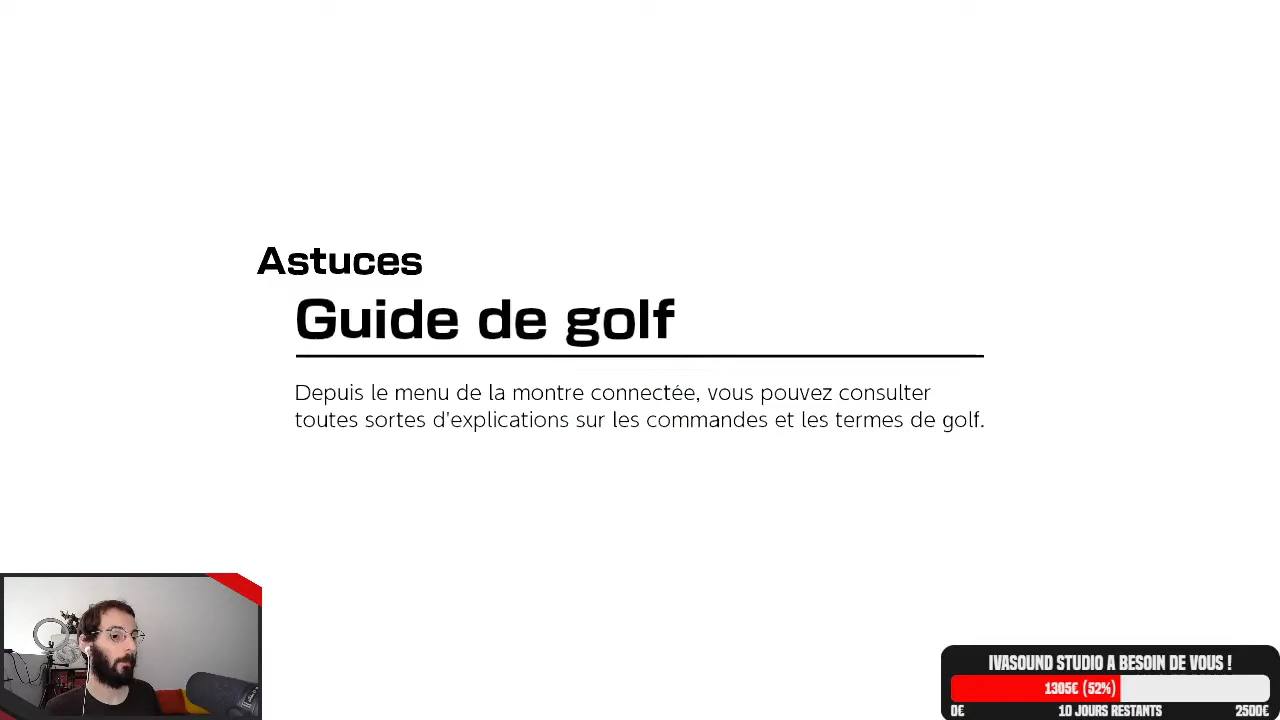 Astuces
Guide de golf
Depuis le menu de la montre connectée, vous pouvez consulter
toutes sortes d'explications sur les commandes et les termes de golf.
IVASOUND STUDIO A BESOIN DE VOUS !
1305€ (52%)
0€ 10 JOURS RESTANTS 2500€